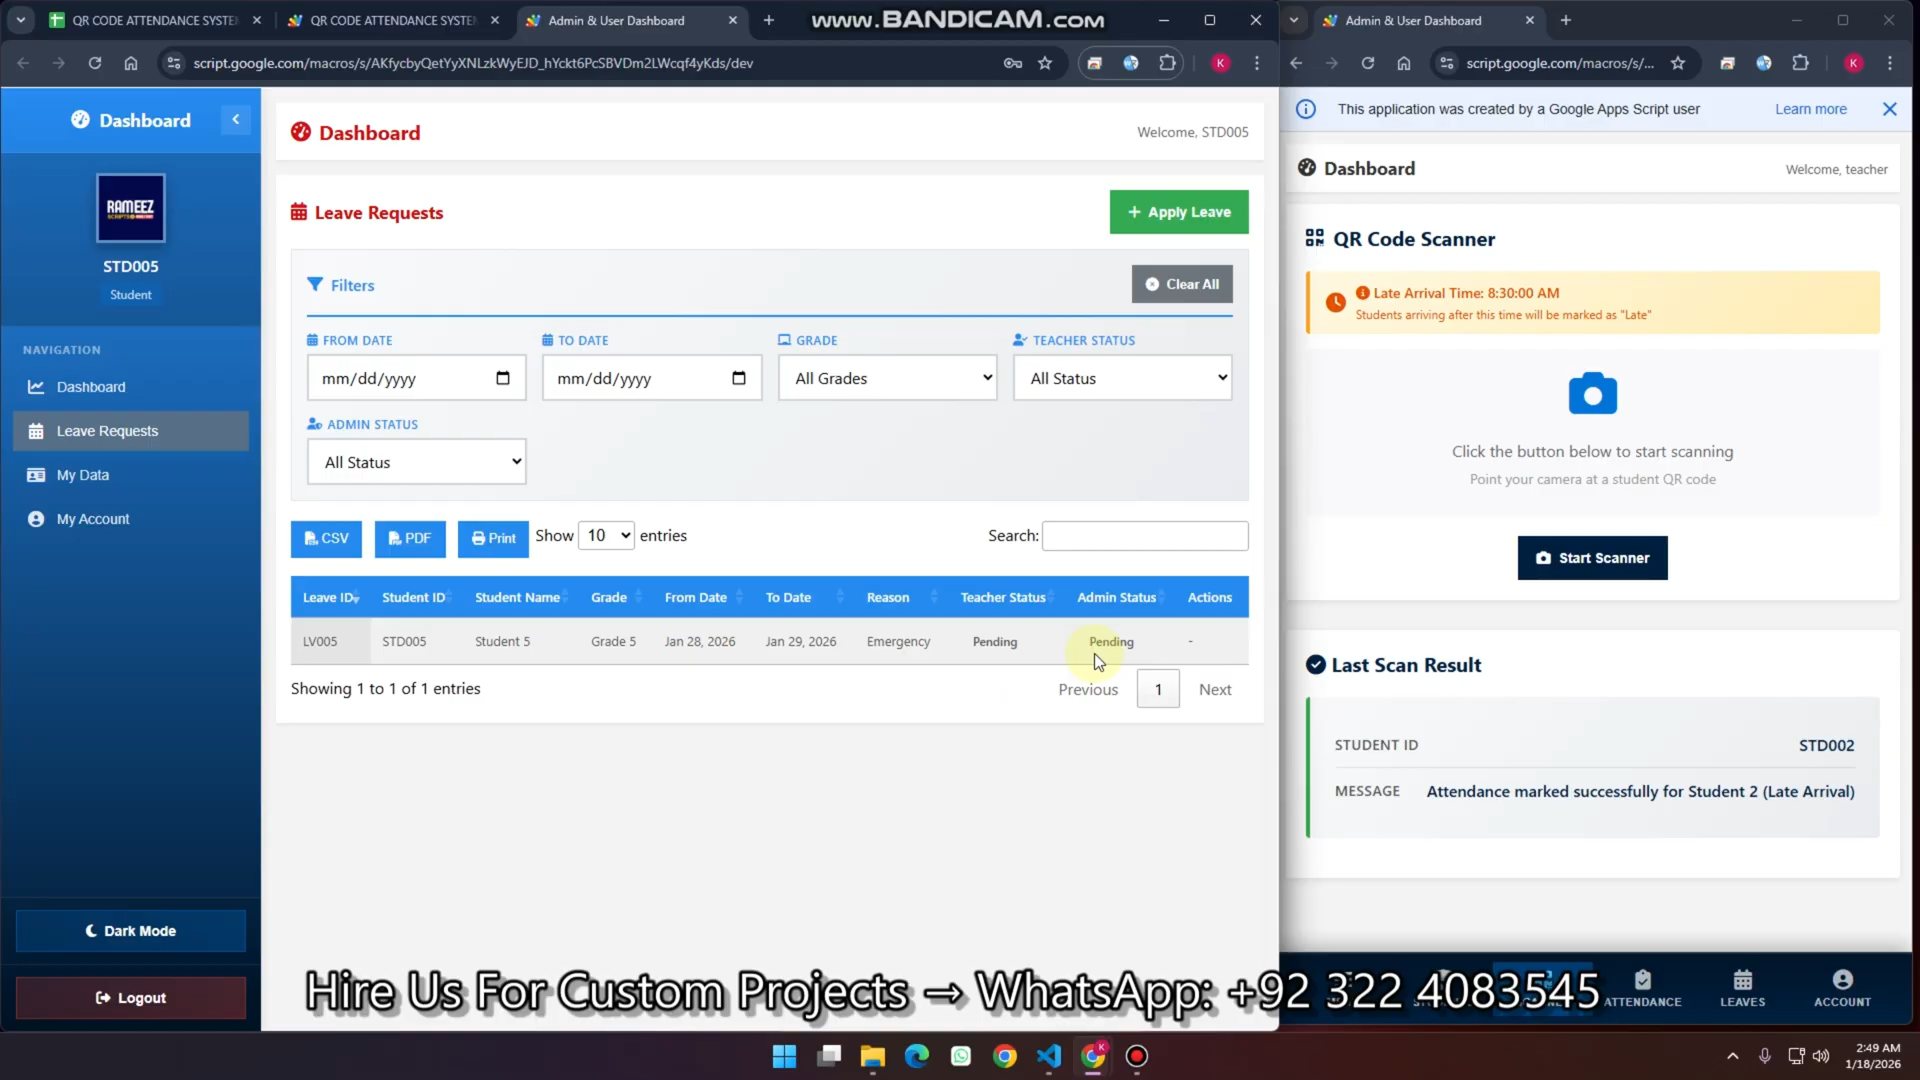 QR CODE ATTENDANCE SYSTEM
QR CODE ATTENDANCE SYSTEM
Admin & User Dashboard
www.BANDICAM.com
Admin & User Dashboard
script.google.com/macros/s/AKfycbyQetYyXNLzkWyEJD_hYckt6PcSBVDm2LWcqf4yKds/dev
K
script.google.com/macros/s/...
K
Dashboard
RAMEEZ
SCRIPTS
STD005
Student
NAVIGATION
Dashboard
Leave Requests
My Data
My Account
Dark Mode
Logout
Dashboard
Welcome, STD005
Leave Requests
+ Apply Leave
Filters
Clear All
FROM DATE
TO DATE
GRADE
TEACHER STATUS
mm/dd/yyyy
mm/dd/yyyy
All Grades
All Status
ADMIN STATUS
All Status
CSV
PDF
Print
Show 10 entries
Search:
Leave ID Student ID Student Name Grade From Date To Date Reason Teacher Status Admin Status Actions
LV005 STD005 Student 5 Grade 5 Jan 28, 2026 Jan 29, 2026 Emergency Pending Pending -
Showing 1 to 1 of 1 entries
Previous 1 Next
This application was created by a Google Apps Script user
Learn more
Dashboard
Welcome, teacher
QR Code Scanner
Late Arrival Time: 8:30:00 AM
Students arriving after this time will be marked as "Late"
Click the button below to start scanning
Point your camera at a student QR code
Start Scanner
Last Scan Result
STUDENT ID STD002
MESSAGE Attendance marked successfully for Student 2 (Late Arrival)
Hire Us For Custom Projects → WhatsApp: +92 322 4083545
ATTENDANCE
LEAVES
ACCOUNT
K
2:49 AM
1/18/2026